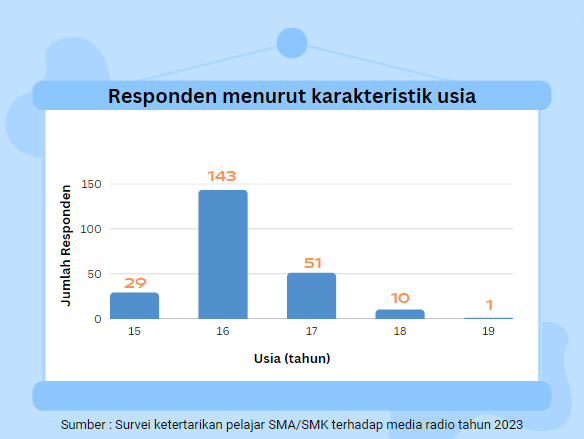 Responden menurut karakteristik usia
Jumlah Responden
150
100
50
0
29
143
51
10
1
15 16 17 18 19
Usia (tahun)
Sumber : Survei ketertarikan pelajar SMA/SMK terhadap media radio tahun 2023